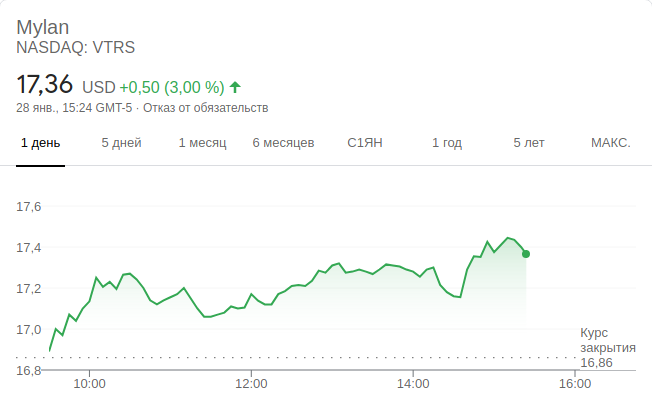 Mylan
NASDAQ: VTRS
17,36 USD +0,50 (3,00 %)
28 янв., 15:24 GMT-5 · Отказ от обязательств
1 день 5 дней 1 месяц 6 месяцев С1ЯН 1 год 5 лет МАКС.
17,6
17,4
17,2
17,0
Курс
закрытия
16,86
16,8
10:00 12:00 14:00 16:00